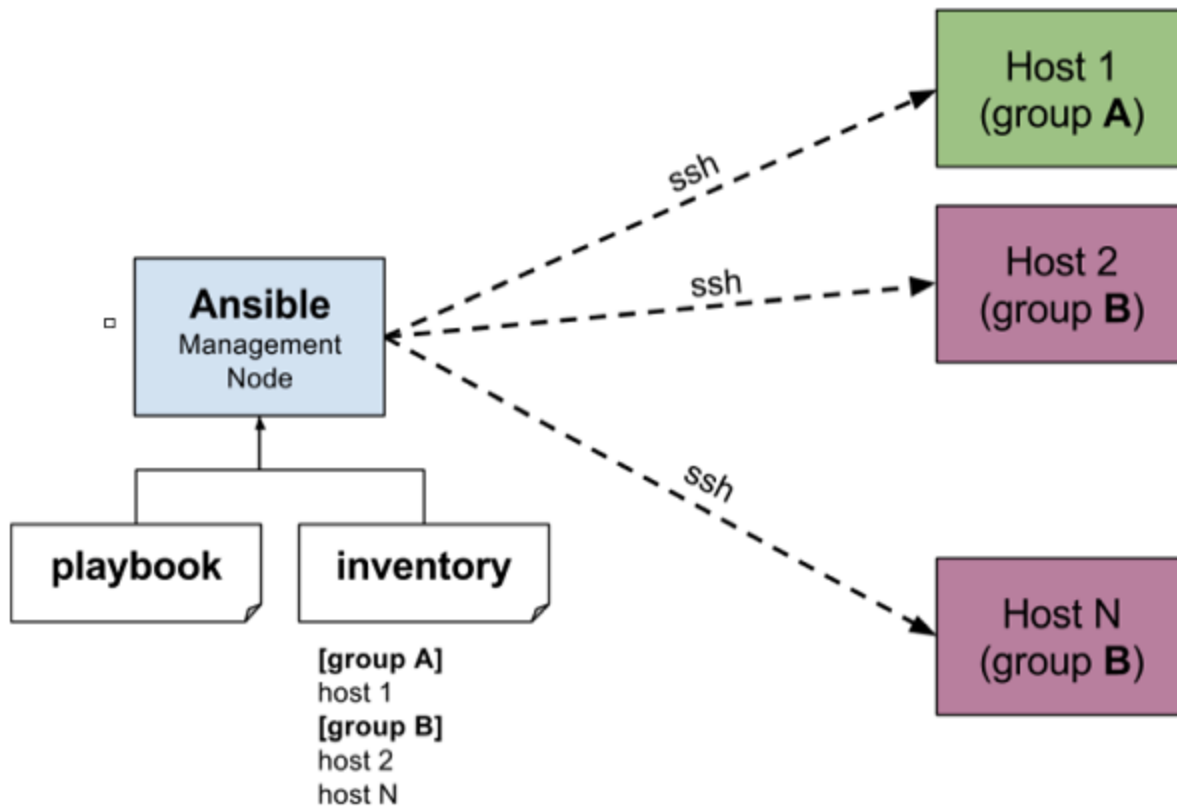 Host 1
(group A)
ssh
Host 2
(group B)
ssh
Ansible
Management
Node
ssh
playbook
inventory
Host N
(group B)
[group A]
host 1
[group B]
host 2
host N